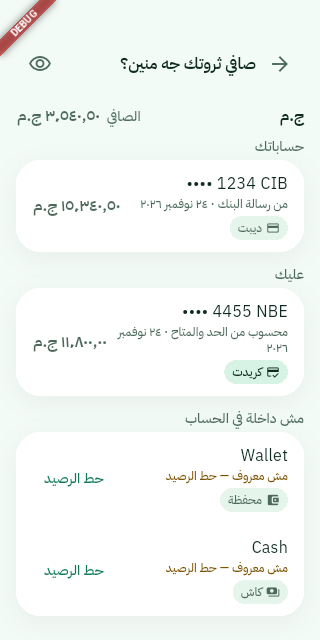 DEBUG
صافي ثروتك جه منين؟
ج.م
الصافي ٣,٥٤٠,٥٠ ج.م
حساباتك
•••• 1234 CIB
من رسالة البنك · ٢٤ نوفمبر ٢٠٢٦
١٥,٣٤٠,٥٠ ج.م
ديبت
عليك
•••• 4455 NBE
محسوب من الحد والمتاح · ٢٤ نوفمبر
٢٠٢٦
١١,٨٠٠,٠٠ ج.م
كريدت
مش داخلة في الحساب
Wallet
مش معروف — حط الرصيد
حط الرصيد
محفظة
Cash
مش معروف — حط الرصيد
حط الرصيد
كاش